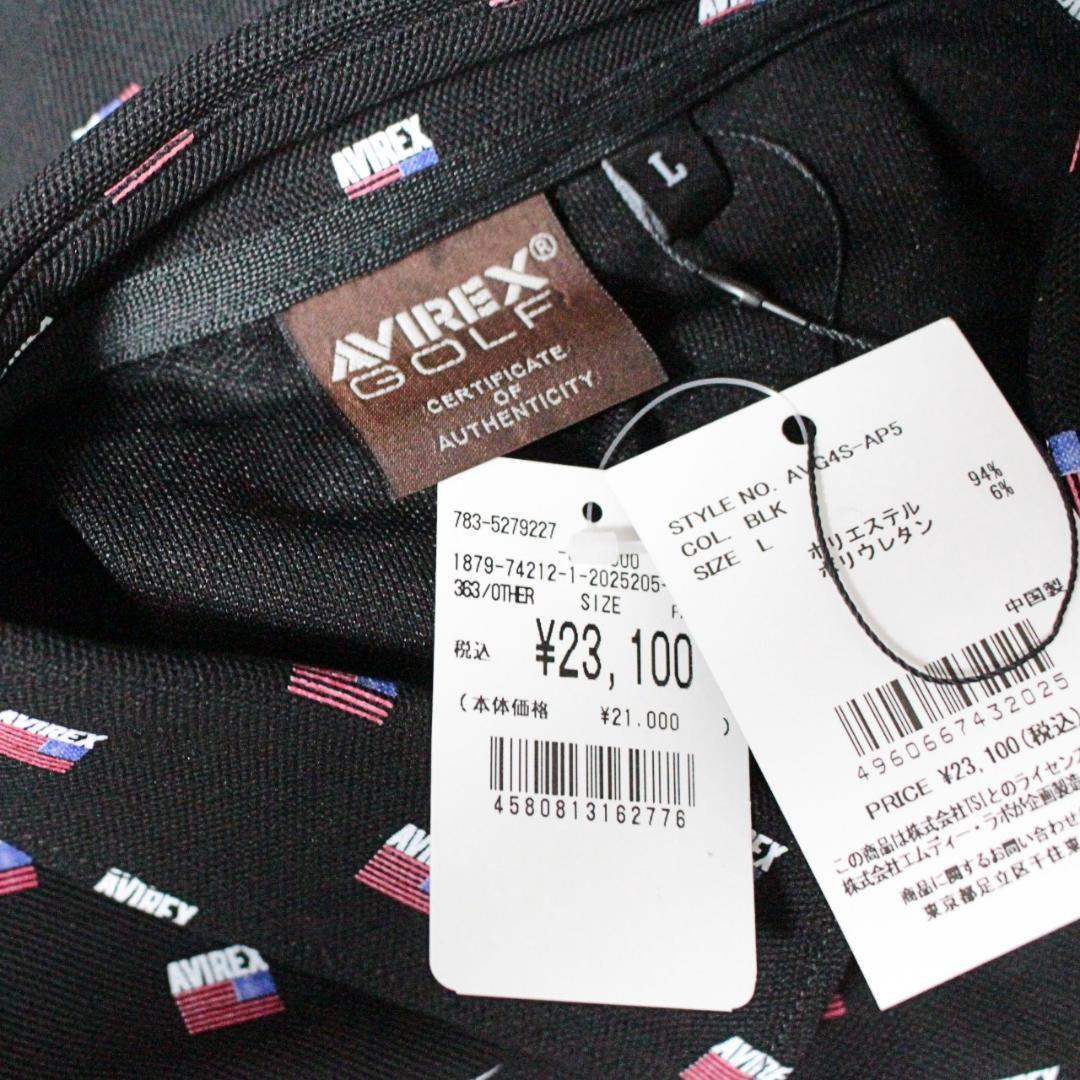 AVIREX
L
AVIREX®
GOLF
CERTIFICATE
OF
AUTHENTICITY
783-5279227
1879-74212-1-2025205-
363/OTHER SIZE
税込 ¥23,100
(本体価格 ¥21.000 )
4580813162776
STYLE NO. AVG4S-AP5
COL. BLK
SIZE L
ポリエステル 94%
ポリウレタン 6%
中国製
4960667432025
PRICE ¥23,100(税込)
この商品は株式会社TSIとのライセンス
株式会社エムディー・ラボが企画製造
商品に関するお問い合わせ
東京都足立区千住東
AVIREX
AVIREX
AVIREX